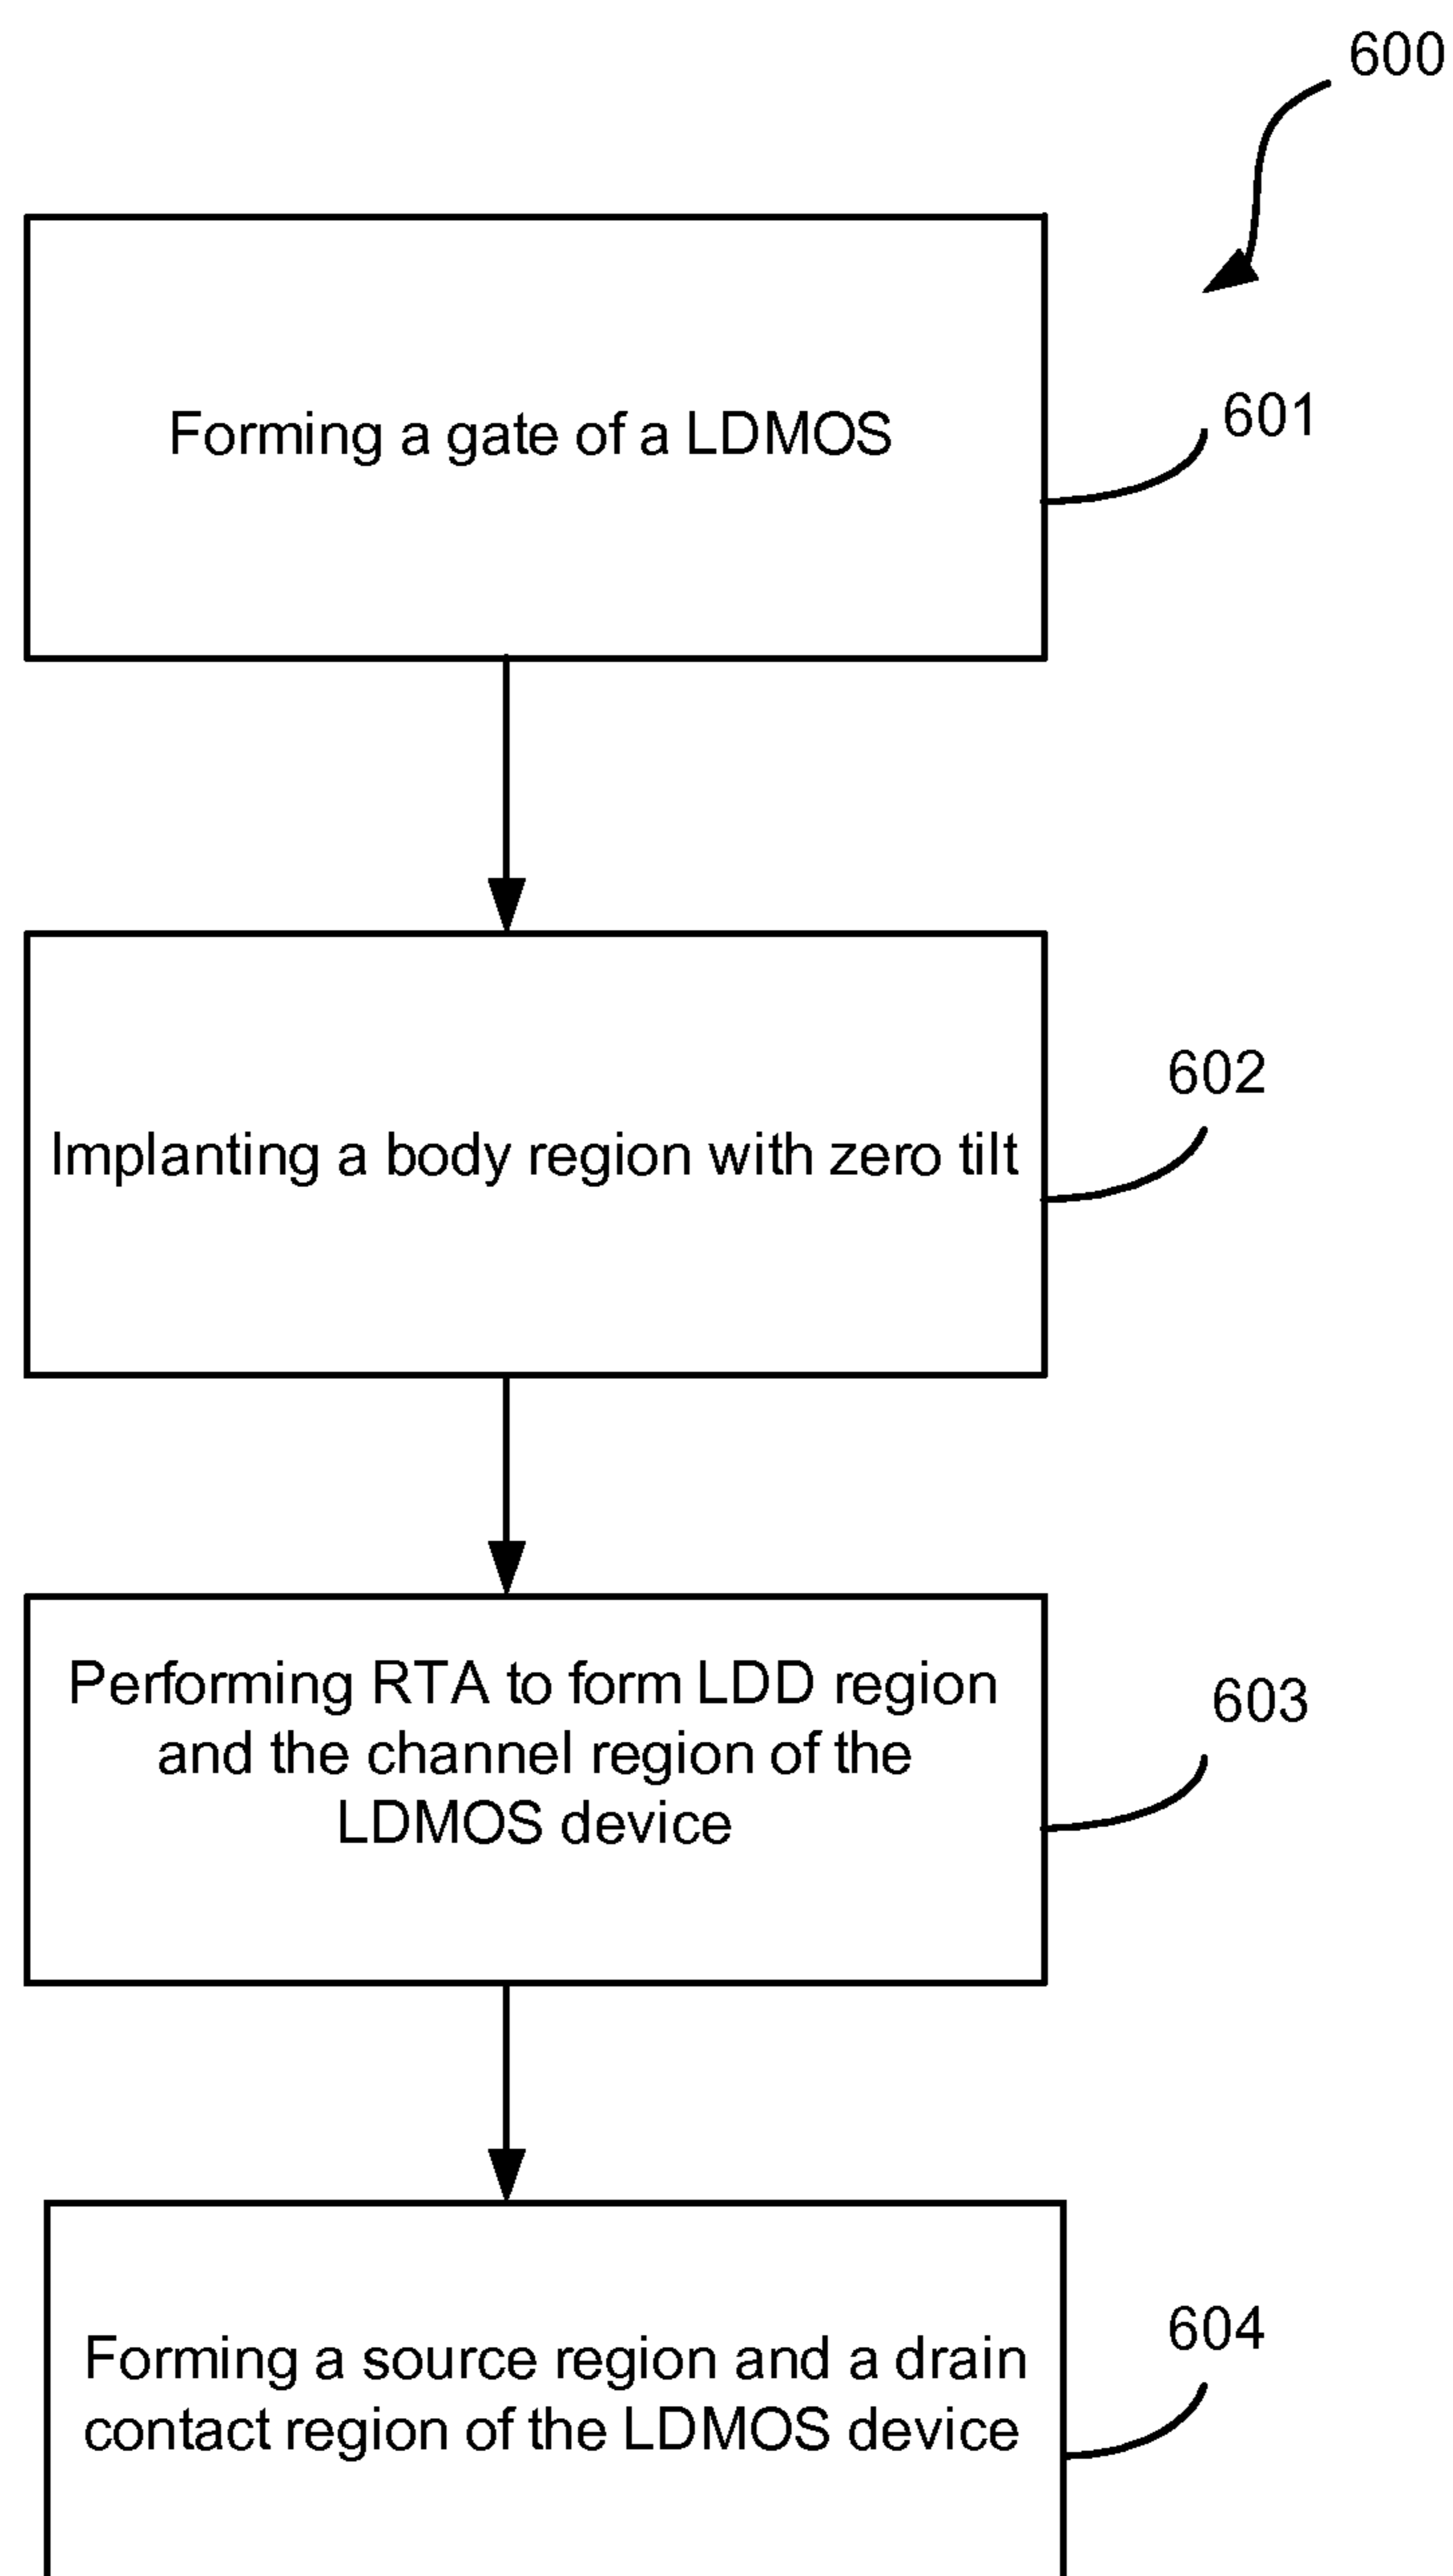 600
Forming a gate of a LDMOS
601
Implanting a body region with zero tilt
602
Performing RTA to form LDD region
and the channel region of the
LDMOS device
603
Forming a source region and a drain
contact region of the LDMOS device
604